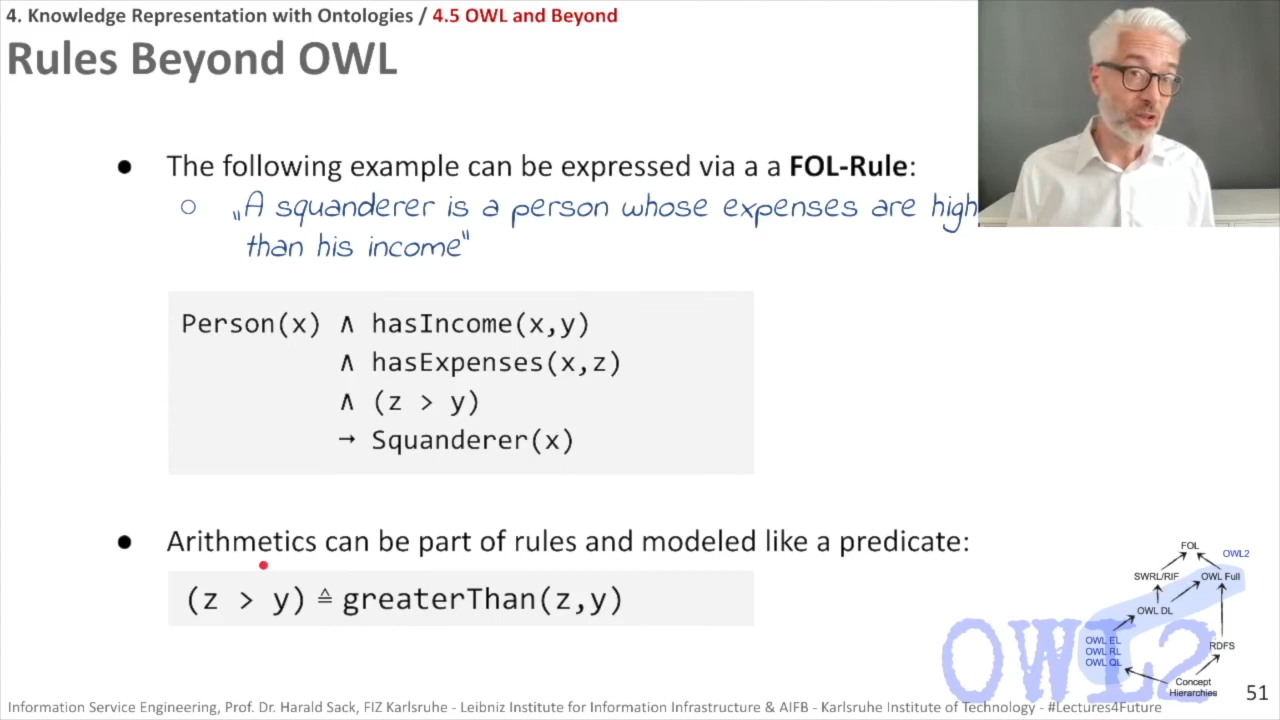 4. Knowledge Representation with Ontologies / 4.5 OWL and Beyond
Rules Beyond OWL
● The following example can be expressed via a a FOL-Rule:
○ „A squanderer is a person whose expenses are high
than his income"
Person(x) ∧ hasIncome(x,y)
∧ hasExpenses(x,z)
∧ (z > y)
→ Squanderer(x)
● Arithmetics can be part of rules and modeled like a predicate:
(z > y) ≙ greaterThan(z,y)
FOL
OWL2
SWRL/RIF
OWL Full
OWL DL
OWL EL
OWL RL
OWL QL
RDFS
Concept
Hierarchies
OWL2
51
Information Service Engineering, Prof. Dr. Harald Sack, FIZ Karlsruhe - Leibniz Institute for Information Infrastructure & AIFB - Karlsruhe Institute of Technology - #Lectures4Future